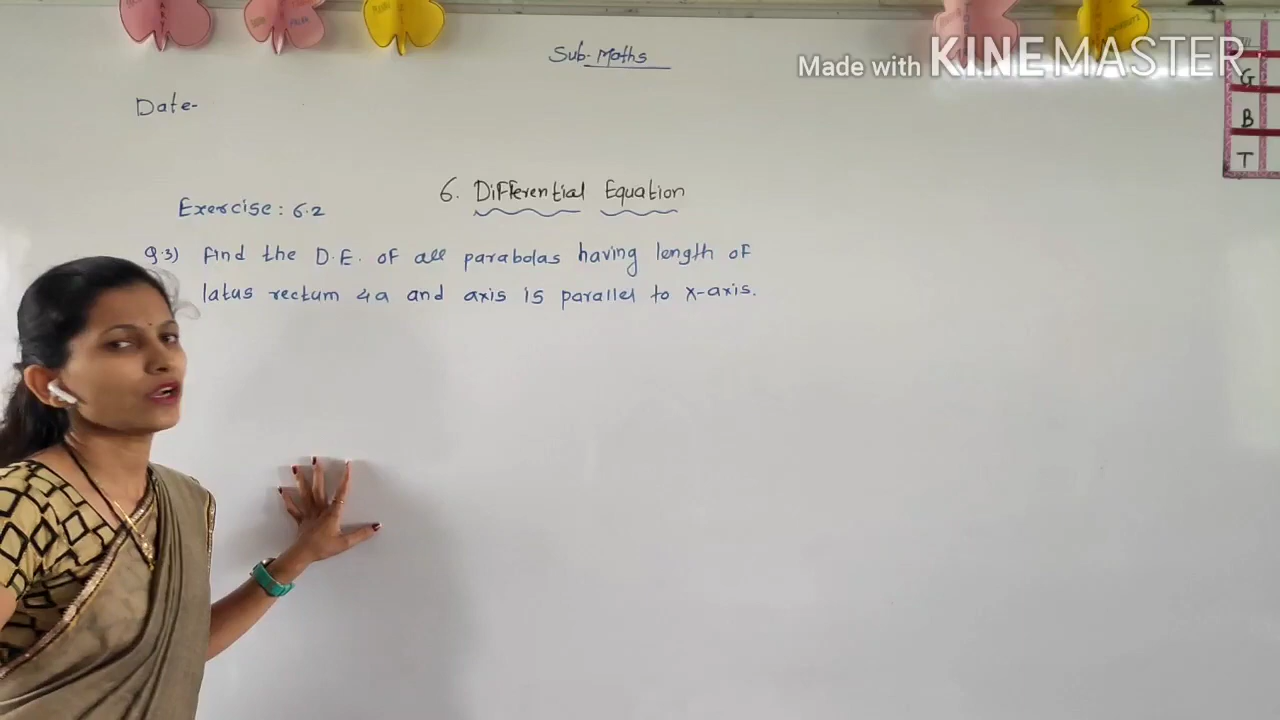 Sub- Maths
Made with KINEMASTER
Date-
6. Differential Equation
Exercise: 6.2
Q.3) Find the D.E. of all parabolas having length of
latus rectum 4a and axis is parallel to x-axis.
G
B
T